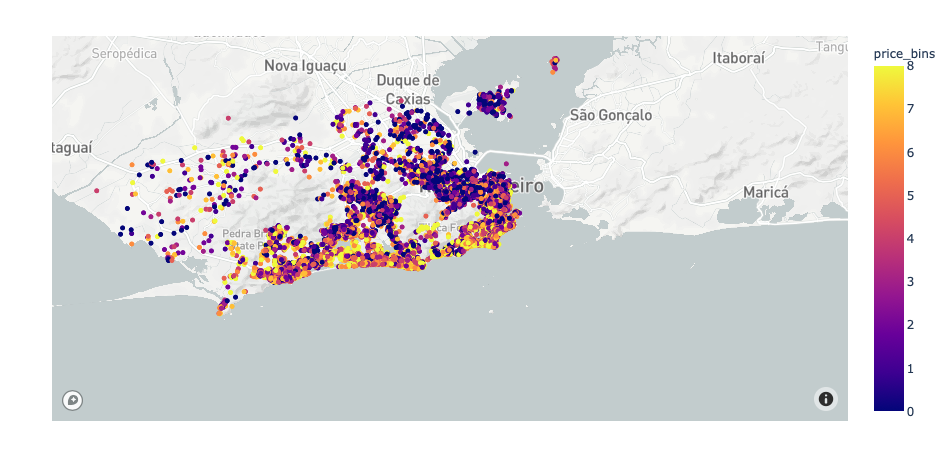 Seropédica
Nova Iguaçu
Duque de
Caxias
Itaboraí
Tangu
São Gonçalo
taguaí
eiro
Maricá
Pedra B
tate P
price_bins
8
7
6
5
4
3
2
1
0